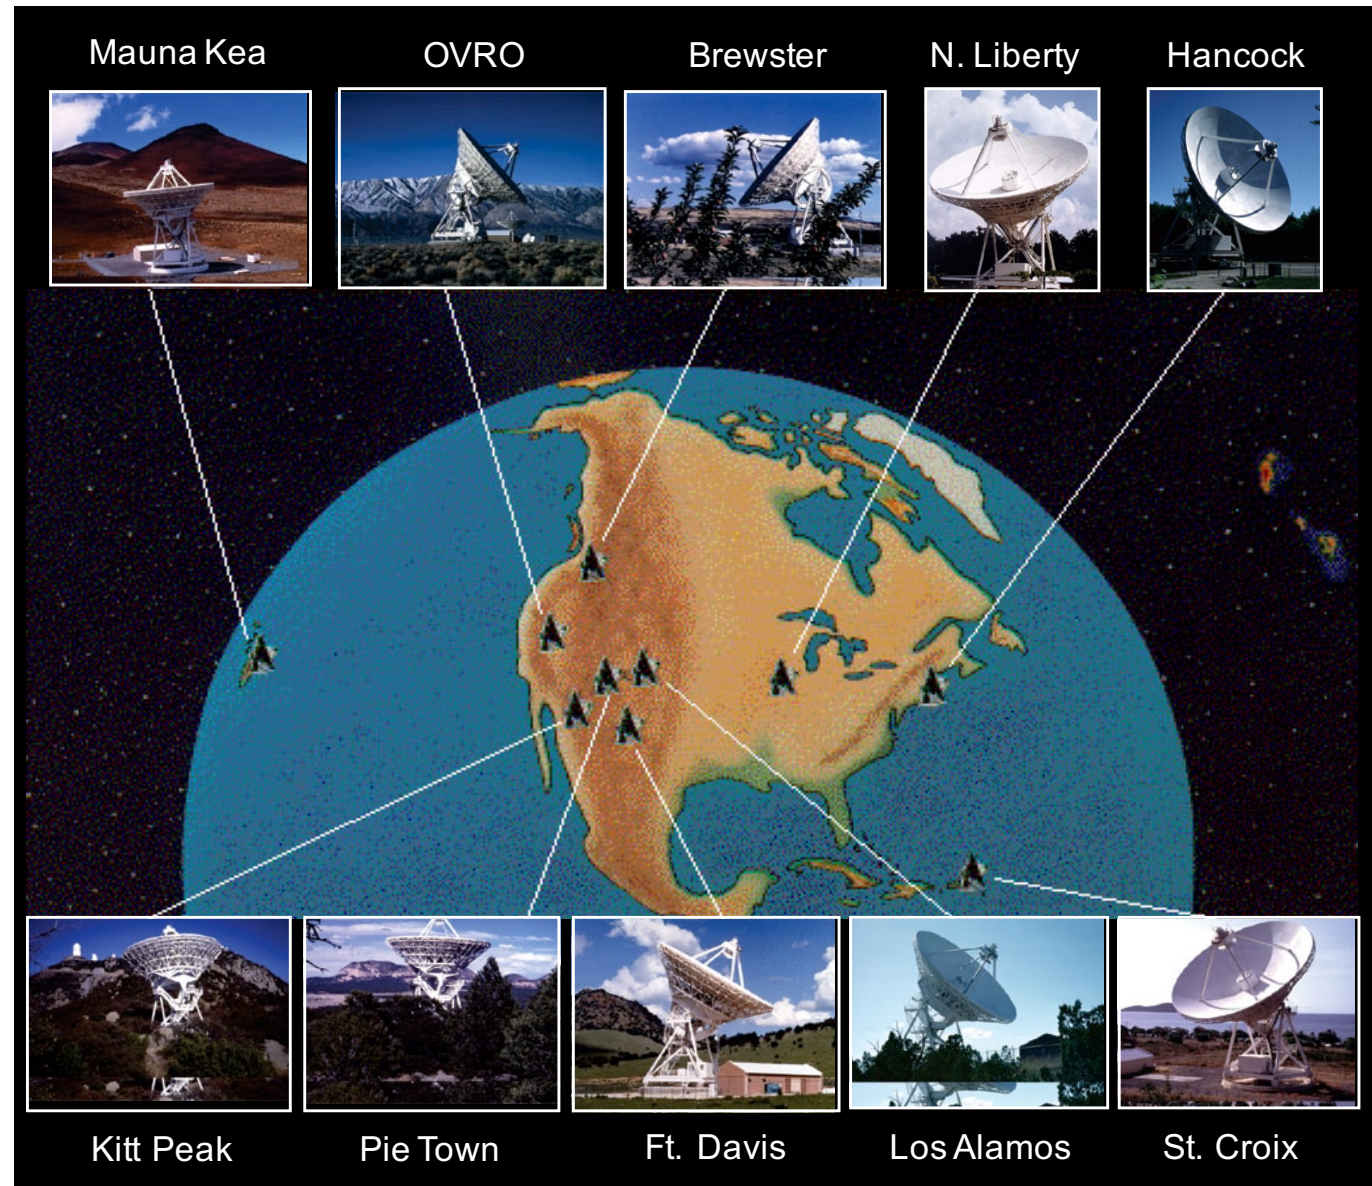 Mauna Kea
OVRO
Brewster
N. Liberty
Hancock
Kitt Peak
Pie Town
Ft. Davis
Los Alamos
St. Croix